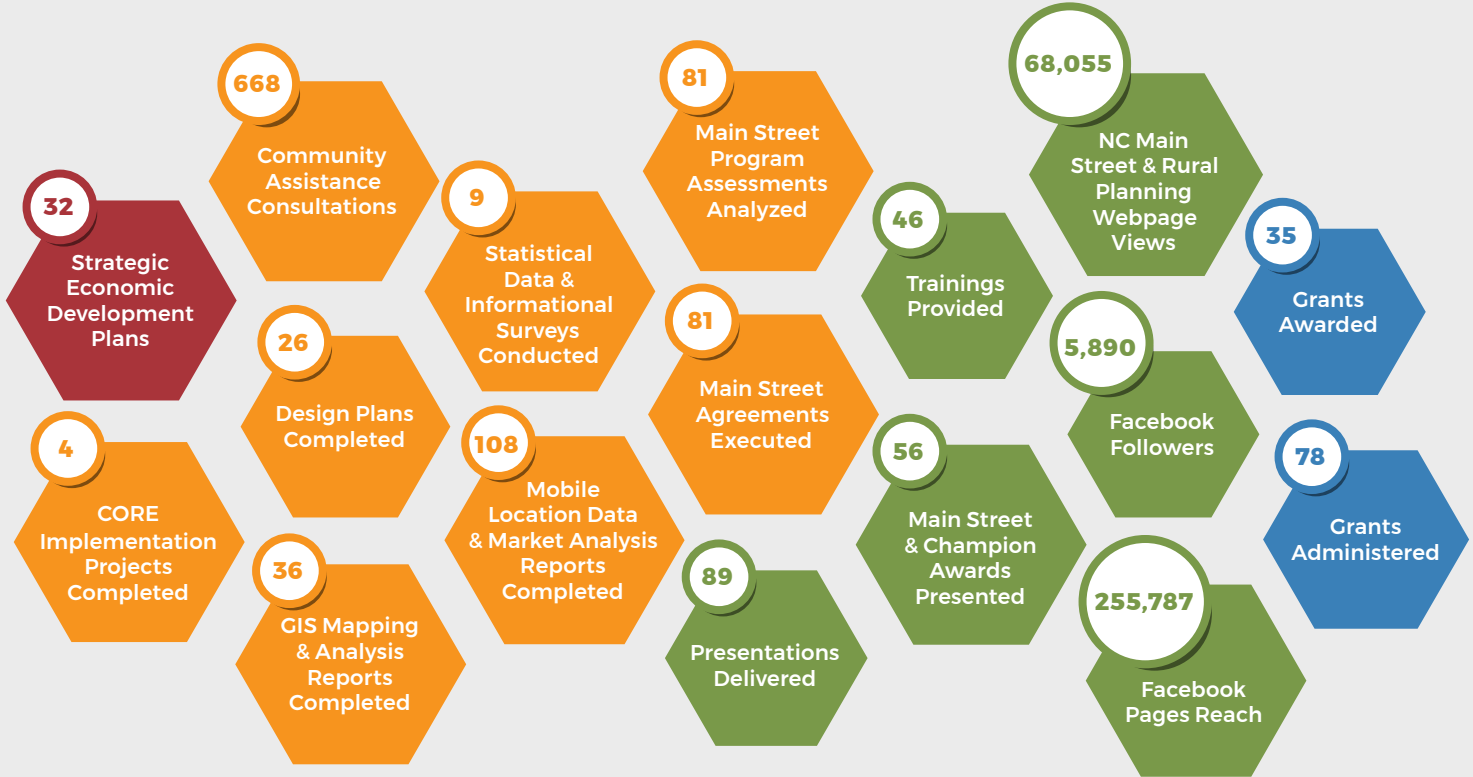 32
Strategic
Economic
Development
Plans
668
Community
Assistance
Consultations
9
Statistical
Data &
Informational
Surveys
Conducted
81
Main Street
Program
Assessments
Analyzed
68,055
NC Main
Street & Rural
Planning
Webpage
Views
46
Trainings
Provided
35
Grants
Awarded
26
Design Plans
Completed
81
Main Street
Agreements
Executed
5,890
Facebook
Followers
4
CORE
Implementation
Projects
Completed
108
Mobile
Location Data
& Market Analysis
Reports
Completed
56
Main Street
& Champion
Awards
Presented
78
Grants
Administered
36
GIS Mapping
& Analysis
Reports
Completed
89
Presentations
Delivered
255,787
Facebook
Pages Reach